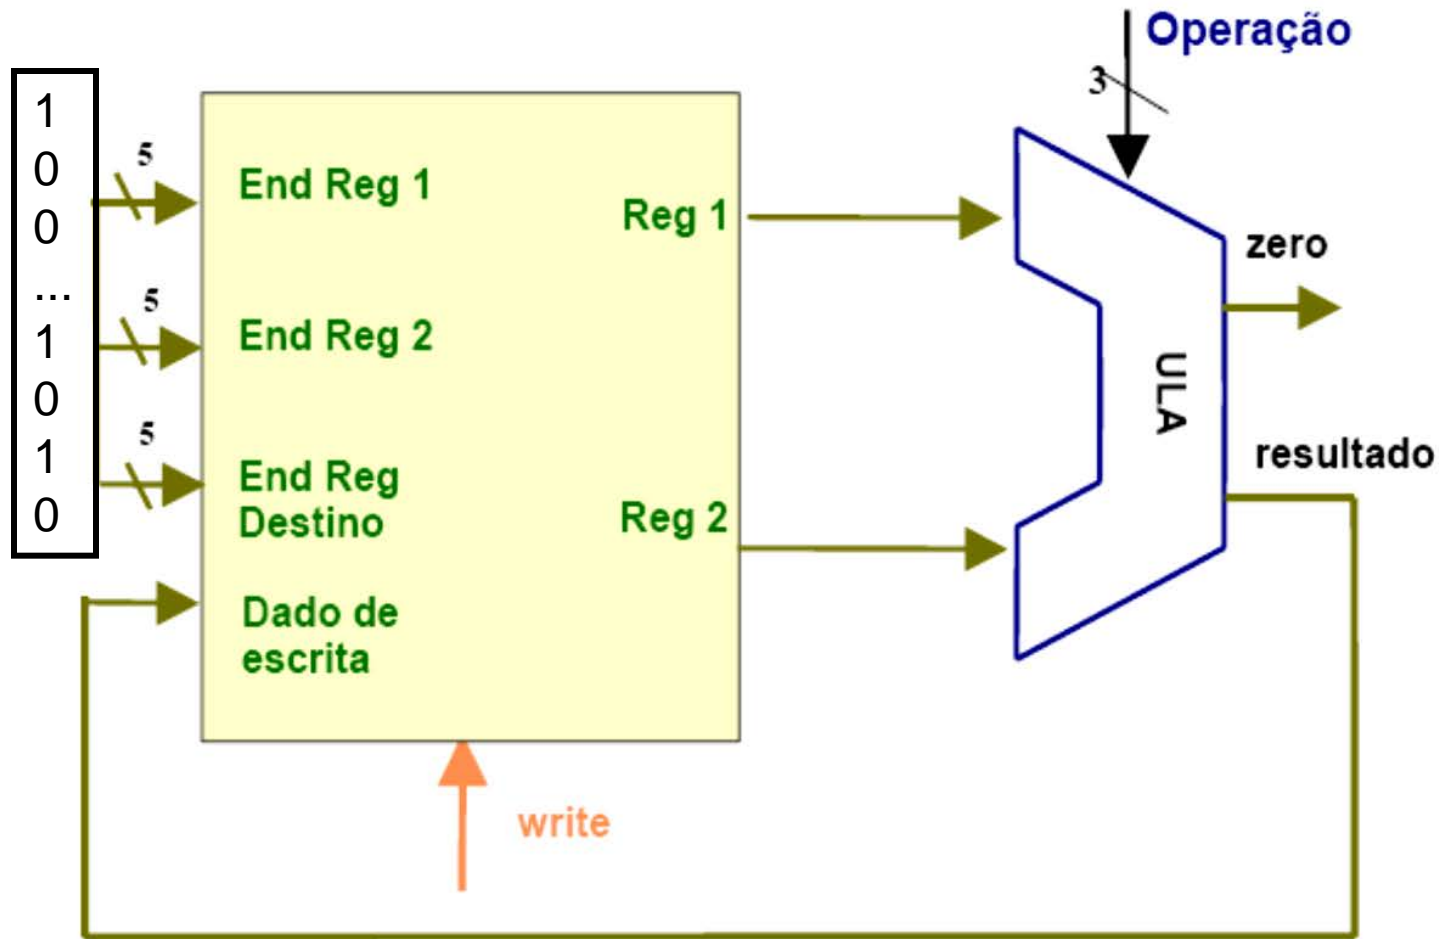 Operação
3
1
0
0
...
1
0
1
0
5
End Reg 1
Reg 1
zero
5
End Reg 2
ULA
5
End Reg
Destino
Reg 2
resultado
Dado de
escrita
write